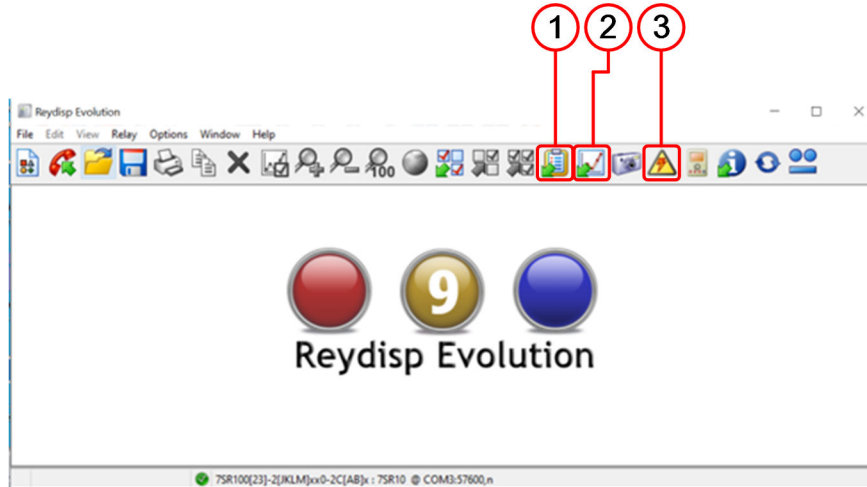 1 2 3
Reydisp Evolution
File Edit View Relay Options Window Help
100
.R.
9
Reydisp Evolution
7SR100[23]-2[JKLM]xx0-2C[AB]x : 7SR10 @ COM3:57600,n